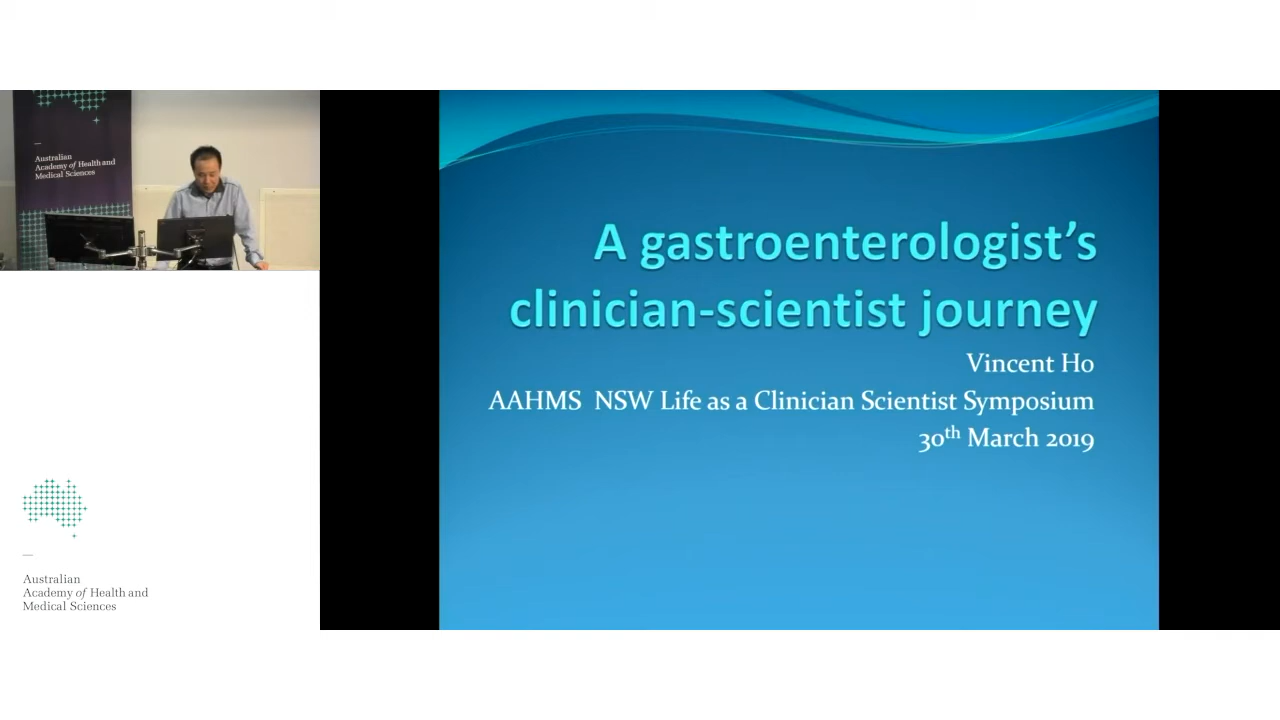 Australian
Academy of Health and
Medical Sciences
A gastroenterologist’s
clinician-scientist journey
Vincent Ho
AAHMS NSW Life as a Clinician Scientist Symposium
30th March 2019
Australian
Academy of Health and
Medical Sciences